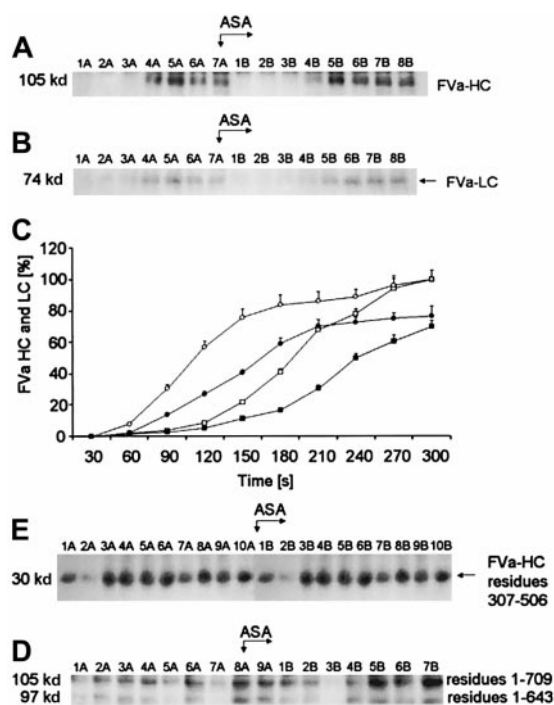 ASA
A 1A 2A 3A 4A 5A 6A 7A 1B 2B 3B 4B 5B 6B 7B 8B
105 kd FVa-HC
ASA
B 1A 2A 3A 4A 5A 6A 7A 1B 2B 3B 4B 5B 6B 7B 8B
74 kd FVa-LC
C
FVa HC and LC [%]
120
100
80
60
40
20
0
30 60 90 120 150 180 210 240 270 300
Time [s]
ASA
E 1A 2A 3A 4A 5A 6A 7A 8A 9A 10A 1B 2B 3B 4B 5B 6B 7B 8B 9B 10B
30 kd FVa-HC
residues
307-506
ASA
D 1A 2A 3A 4A 5A 6A 7A 8A 9A 1B 2B 3B 4B 5B 6B 7B
105 kd residues 1-709
97 kd residues 1-643